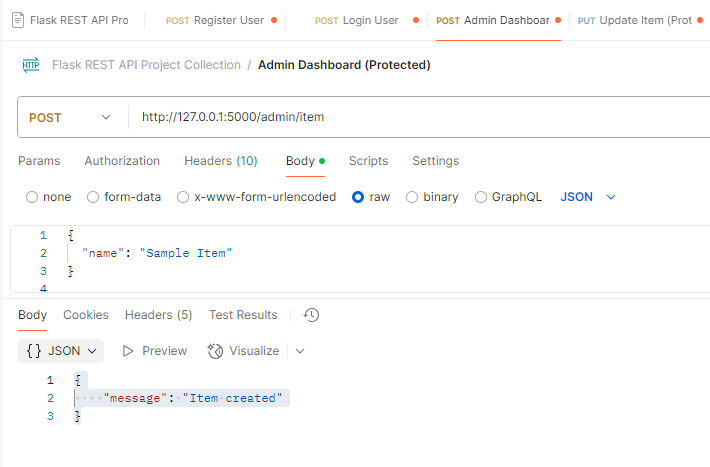 Flask REST API Pro POST Register User POST Login User POST Admin Dashboar PUT Update Item (Prot
HTTP Flask REST API Project Collection / Admin Dashboard (Protected)
POST http://127.0.0.1:5000/admin/item
Params Authorization Headers (10) Body Scripts Settings
none form-data x-www-form-urlencoded raw binary GraphQL JSON
1 {
2 "name": "Sample Item"
3 }
4
Body Cookies Headers (5) Test Results
{} JSON Preview Visualize
1 {
2 "message": "Item created"
3 }